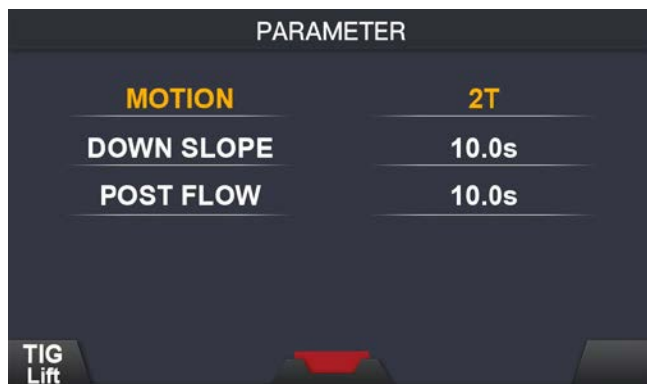 PARAMETER
MOTION 2T
DOWN SLOPE 10.0s
POST FLOW 10.0s
TIG
Lift